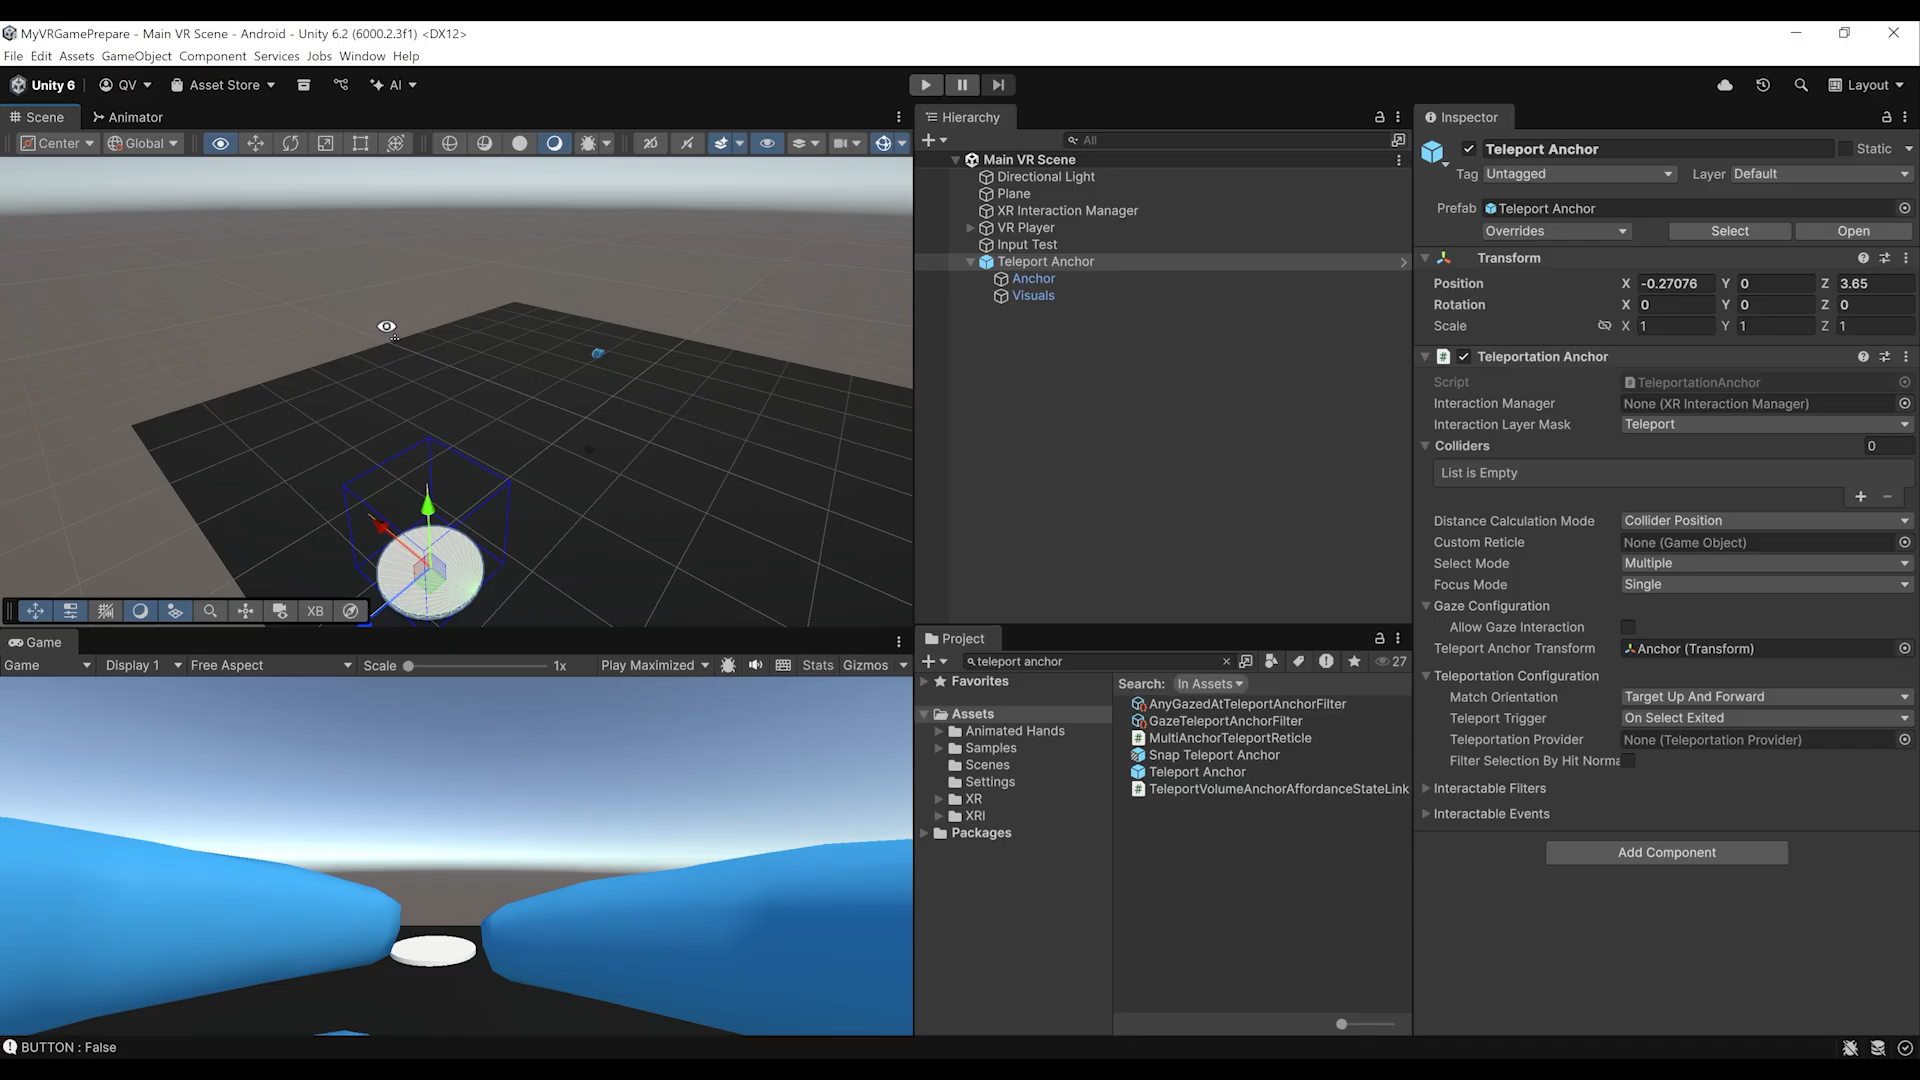 MyVRGamePrepare - Main VR Scene - Android - Unity 6.2 (6000.2.3f1) <DX12>
File Edit Assets GameObject Component Services Jobs Window Help
Unity 6 QV Asset Store AI Layout
Scene Animator
Center Global
XB
Game
Game Display 1 Free Aspect Scale 1x Play Maximized Stats Gizmos
BUTTON : False
Hierarchy
All
Main VR Scene
Directional Light
Plane
XR Interaction Manager
VR Player
Input Test
Teleport Anchor
Anchor
Visuals
Project
teleport anchor 27
Favorites
Assets
Animated Hands
Samples
Scenes
Settings
XR
XRI
Packages
Search: In Assets
AnyGazedAtTeleportAnchorFilter
GazeTeleportAnchorFilter
MultiAnchorTeleportReticle
Snap Teleport Anchor
Teleport Anchor
TeleportVolumeAnchorAffordanceStateLink
Inspector
Teleport Anchor Static
Tag Untagged Layer Default
Prefab Teleport Anchor
Overrides Select Open
Transform
Position X -0.27076 Y 0 Z 3.65
Rotation X 0 Y 0 Z 0
Scale X 1 Y 1 Z 1
Teleportation Anchor
Script TeleportationAnchor
Interaction Manager None (XR Interaction Manager)
Interaction Layer Mask Teleport
Colliders 0
List is Empty
Distance Calculation Mode Collider Position
Custom Reticle None (Game Object)
Select Mode Multiple
Focus Mode Single
Gaze Configuration
Allow Gaze Interaction
Teleport Anchor Transform Anchor (Transform)
Teleportation Configuration
Match Orientation Target Up And Forward
Teleport Trigger On Select Exited
Teleportation Provider None (Teleportation Provider)
Filter Selection By Hit Norma
Interactable Filters
Interactable Events
Add Component